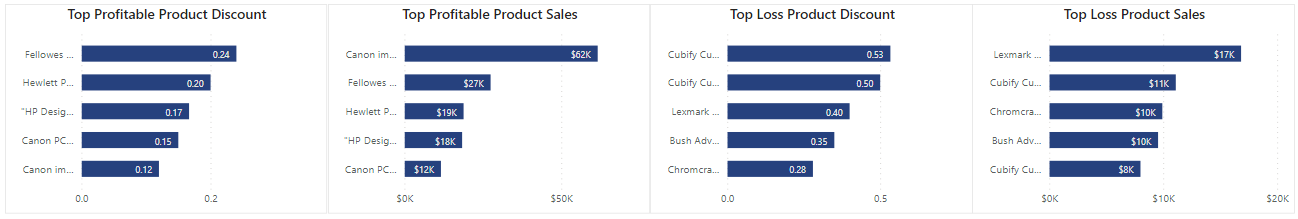 Top Profitable Product Discount
Fellowes ...
0.24
Hewlett P...
0.20
"HP Desig...
0.17
Canon PC...
0.15
Canon im...
0.12
0.0
0.2
Top Profitable Product Sales
Canon im...
$62K
Fellowes ...
$27K
Hewlett P...
$19K
"HP Desig...
$18K
Canon PC...
$12K
$0K
$50K
Top Loss Product Discount
Cubify Cu...
0.53
Cubify Cu...
0.50
Lexmark ...
0.40
Bush Adv...
0.35
Chromcra...
0.28
0.0
0.5
Top Loss Product Sales
Lexmark ...
$17K
Cubify Cu...
$11K
Chromcra...
$10K
Bush Adv...
$10K
Cubify Cu...
$8K
$0K
$10K
$20K